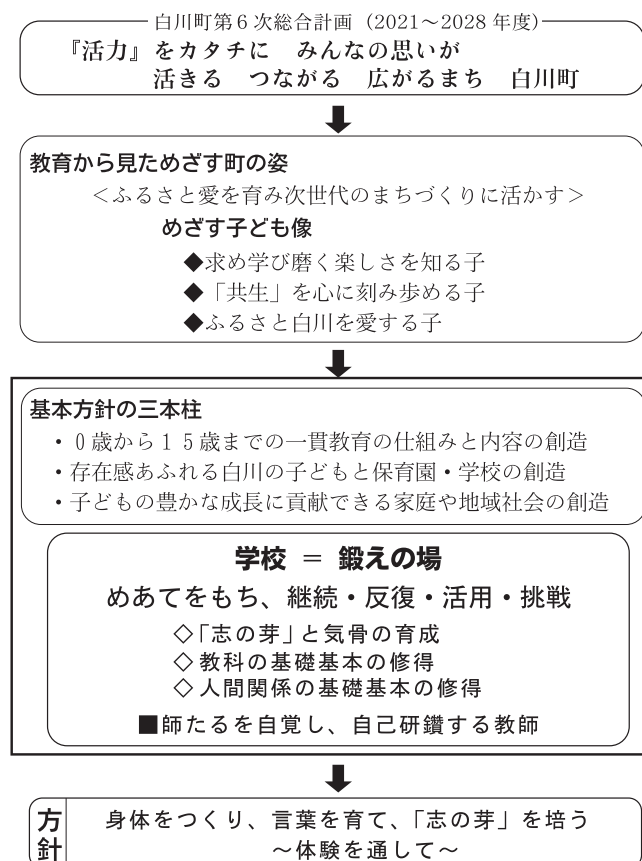 白川町第６次総合計画（2021～2028 年度）
『活力』をカタチに　みんなの思いが
活きる　つながる　広がるまち　白川町
教育から見ためざす町の姿
＜ふるさと愛を育み次世代のまちづくりに活かす＞
めざす子ども像
◆求め学び磨く楽しさを知る子
◆「共生」を心に刻み歩める子
◆ふるさと白川を愛する子
基本方針の三本柱
・０歳から１５歳までの一貫教育の仕組みと内容の創造
・存在感あふれる白川の子どもと保育園・学校の創造
・子どもの豊かな成長に貢献できる家庭や地域社会の創造
学校 ＝ 鍛えの場
めあてをもち、継続・反復・活用・挑戦
◇「志の芽」と気骨の育成
◇教科の基礎基本の修得
◇人間関係の基礎基本の修得
■師たるを自覚し、自己研鑽する教師
方針
身体をつくり、言葉を育て、「志の芽」を培う
～体験を通して～